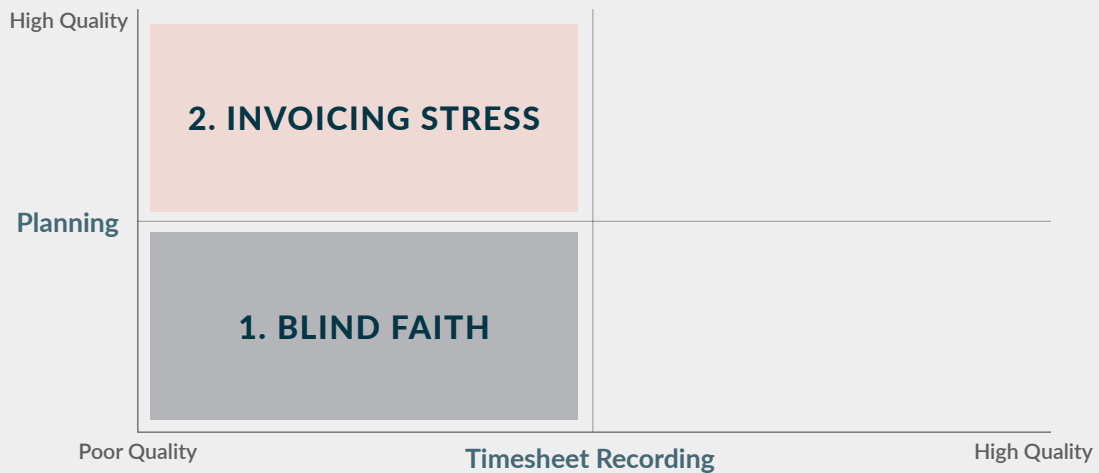 High Quality
2. INVOICING STRESS
Planning
1. BLIND FAITH
Poor Quality
Timesheet Recording
High Quality